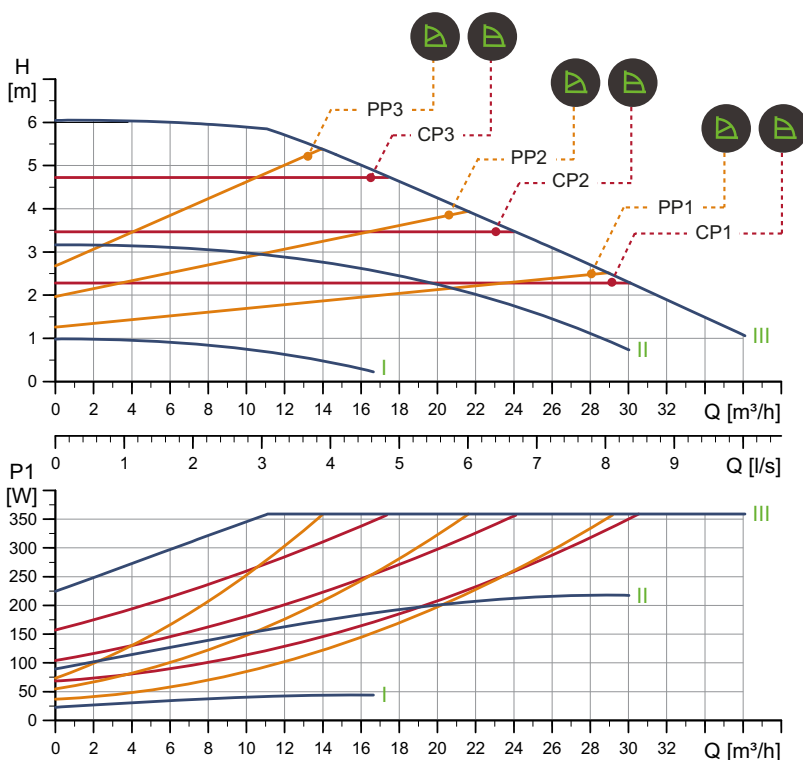 H
[m]
6
5
4
3
2
1
0
PP3
CP3
PP2
CP2
PP1
CP1
III
II
I
0 2 4 6 8 10 12 14 16 18 20 22 24 26 28 30 32 Q [m³/h]
0 1 2 3 4 5 6 7 8 9 Q [l/s]
P1
[W]
350
300
250
200
150
100
50
0
III
II
I
0 2 4 6 8 10 12 14 16 18 20 22 24 26 28 30 32 Q [m³/h]